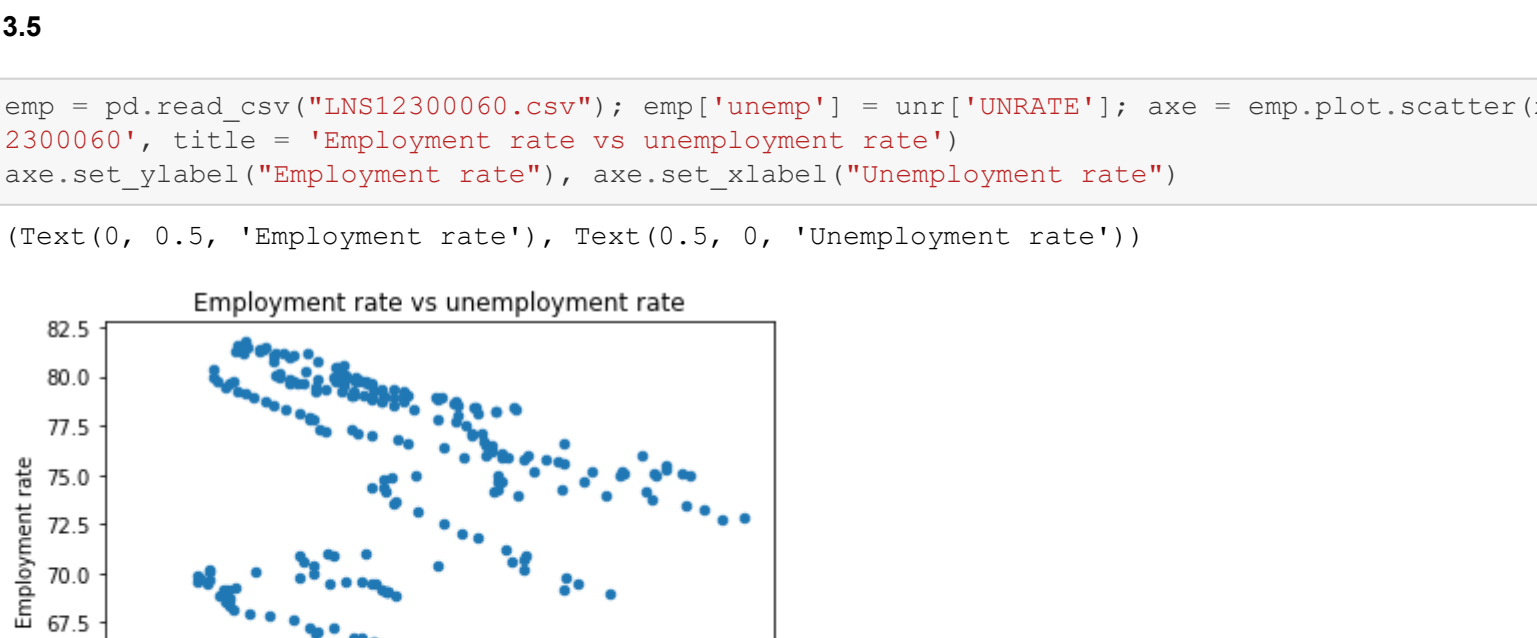 3.5
emp = pd.read_csv("LNS12300060.csv"); emp['unemp'] = unr['UNRATE']; axe = emp.plot.scatter(
2300060', title = 'Employment rate vs unemployment rate')
axe.set_ylabel("Employment rate"), axe.set_xlabel("Unemployment rate")
(Text(0, 0.5, 'Employment rate'), Text(0.5, 0, 'Unemployment rate'))
Employment rate vs unemployment rate
82.5
80.0
77.5
75.0
72.5
70.0
67.5
Employment rate